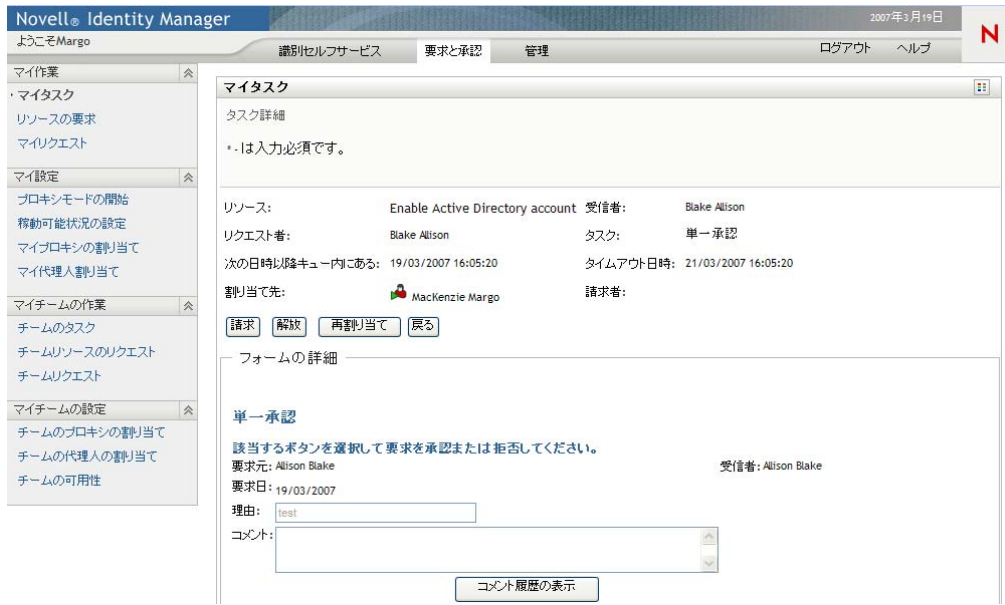 Novell® Identity Manager
2007年3月19日
N
ようこそMargo
識別セルフサービス 要求と承認 管理
ログアウト ヘルプ
マイ作業
・マイタスク
リソースの要求
マイリクエスト
マイ設定
プロキシモードの開始
稼動可能状況の設定
マイプロキシの割り当て
マイ代理人割り当て
マイチームの作業
チームのタスク
チームリソースのリクエスト
チームリクエスト
マイチームの設定
チームのプロキシの割り当て
チームの代理人の割り当て
チームの可用性
マイタスク
タスク詳細
*-は入力必須です。
リソース: Enable Active Directory account 受信者: Blake Allison
リクエスト者: Blake Allison タスク: 単一承認
次の日時以降キュー内にある: 19/03/2007 16:05:20 タイムアウト日時: 21/03/2007 16:05:20
割り当て先: MacKenzie Margo 請求者:
請求 解放 再割り当て 戻る
フォームの詳細
単一承認
該当するボタンを選択して要求を承認または拒否してください。
要求元: Allison Blake 受信者: Allison Blake
要求日: 19/03/2007
理由: test
コメント:
コメント履歴の表示